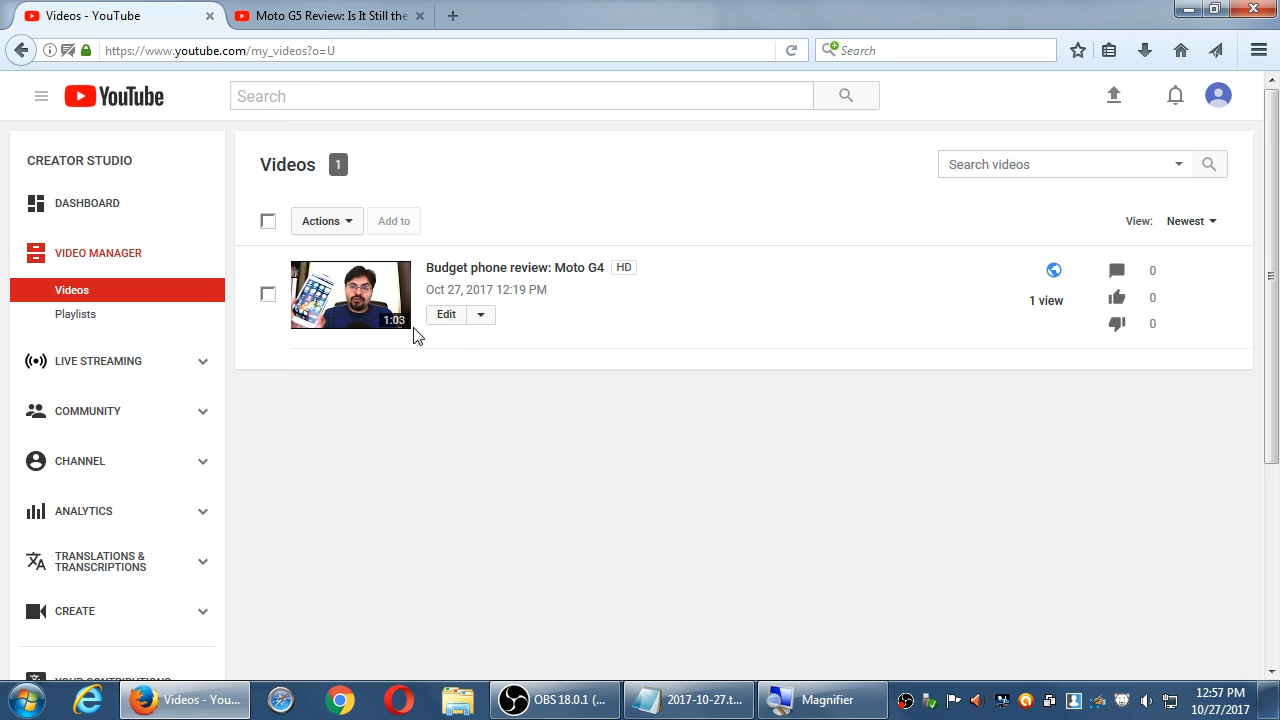 Videos - YouTube
Moto G5 Review: Is It Still the
https://www.youtube.com/my_videos?o=U
Search
YouTube
Search
CREATOR STUDIO
DASHBOARD
VIDEO MANAGER
Videos
Playlists
LIVE STREAMING
COMMUNITY
CHANNEL
ANALYTICS
TRANSLATIONS &
TRANSCRIPTIONS
CREATE
YOUR CONTRIBUTIONS
Videos 1
Search videos
Actions Add to
View: Newest
Budget phone review: Moto G4 HD
Oct 27, 2017 12:19 PM
Edit
1:03
1 view
0
0
0
Videos - You...
OBS 18.0.1 (...
2017-10-27.t...
Magnifier
12:57 PM
10/27/2017